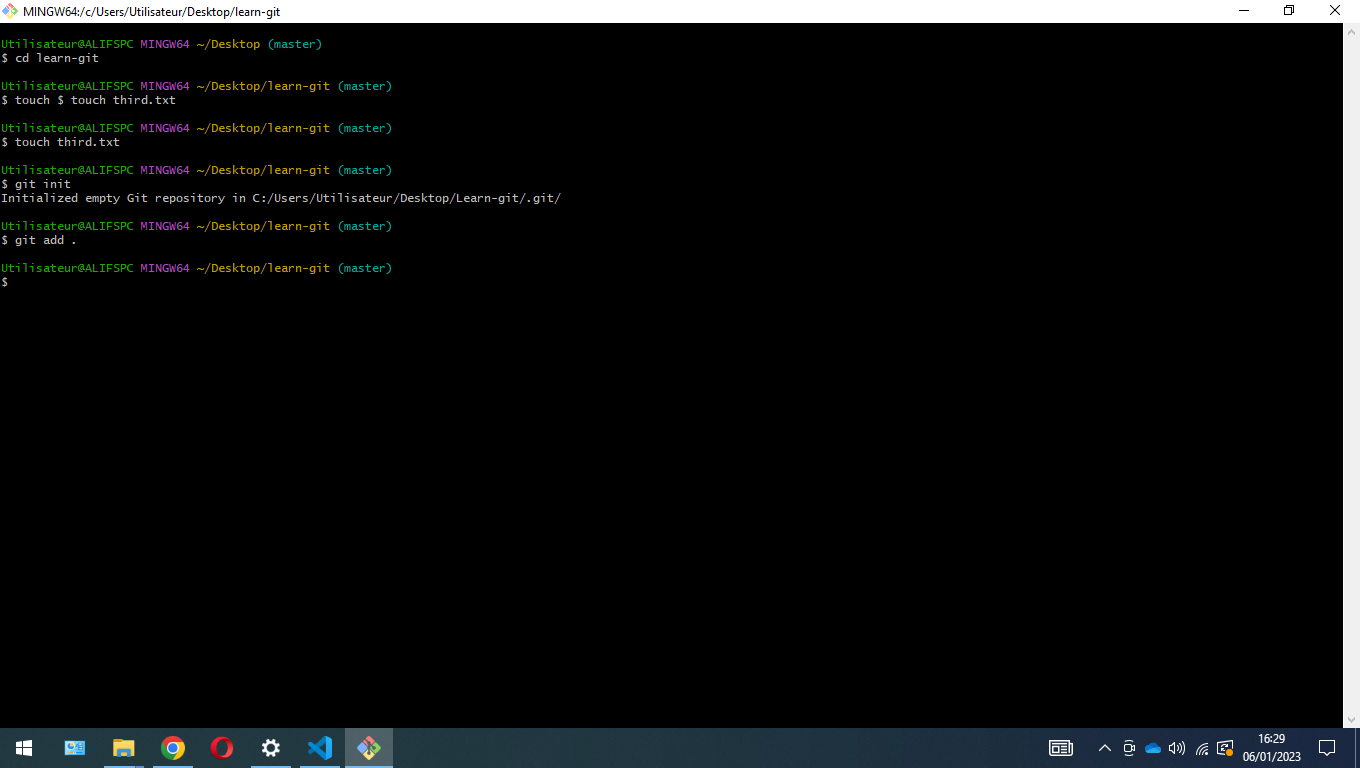 MINGW64:/c/Users/Utilisateur/Desktop/learn-git
Utilisateur@ALIFSPC MINGW64 ~/Desktop (master)
$ cd learn-git
Utilisateur@ALIFSPC MINGW64 ~/Desktop/learn-git (master)
$ touch $ touch third.txt
Utilisateur@ALIFSPC MINGW64 ~/Desktop/learn-git (master)
$ touch third.txt
Utilisateur@ALIFSPC MINGW64 ~/Desktop/learn-git (master)
$ git init
Initialized empty Git repository in C:/Users/Utilisateur/Desktop/Learn-git/.git/
Utilisateur@ALIFSPC MINGW64 ~/Desktop/learn-git (master)
$ git add .
Utilisateur@ALIFSPC MINGW64 ~/Desktop/learn-git (master)
$
16:29
06/01/2023